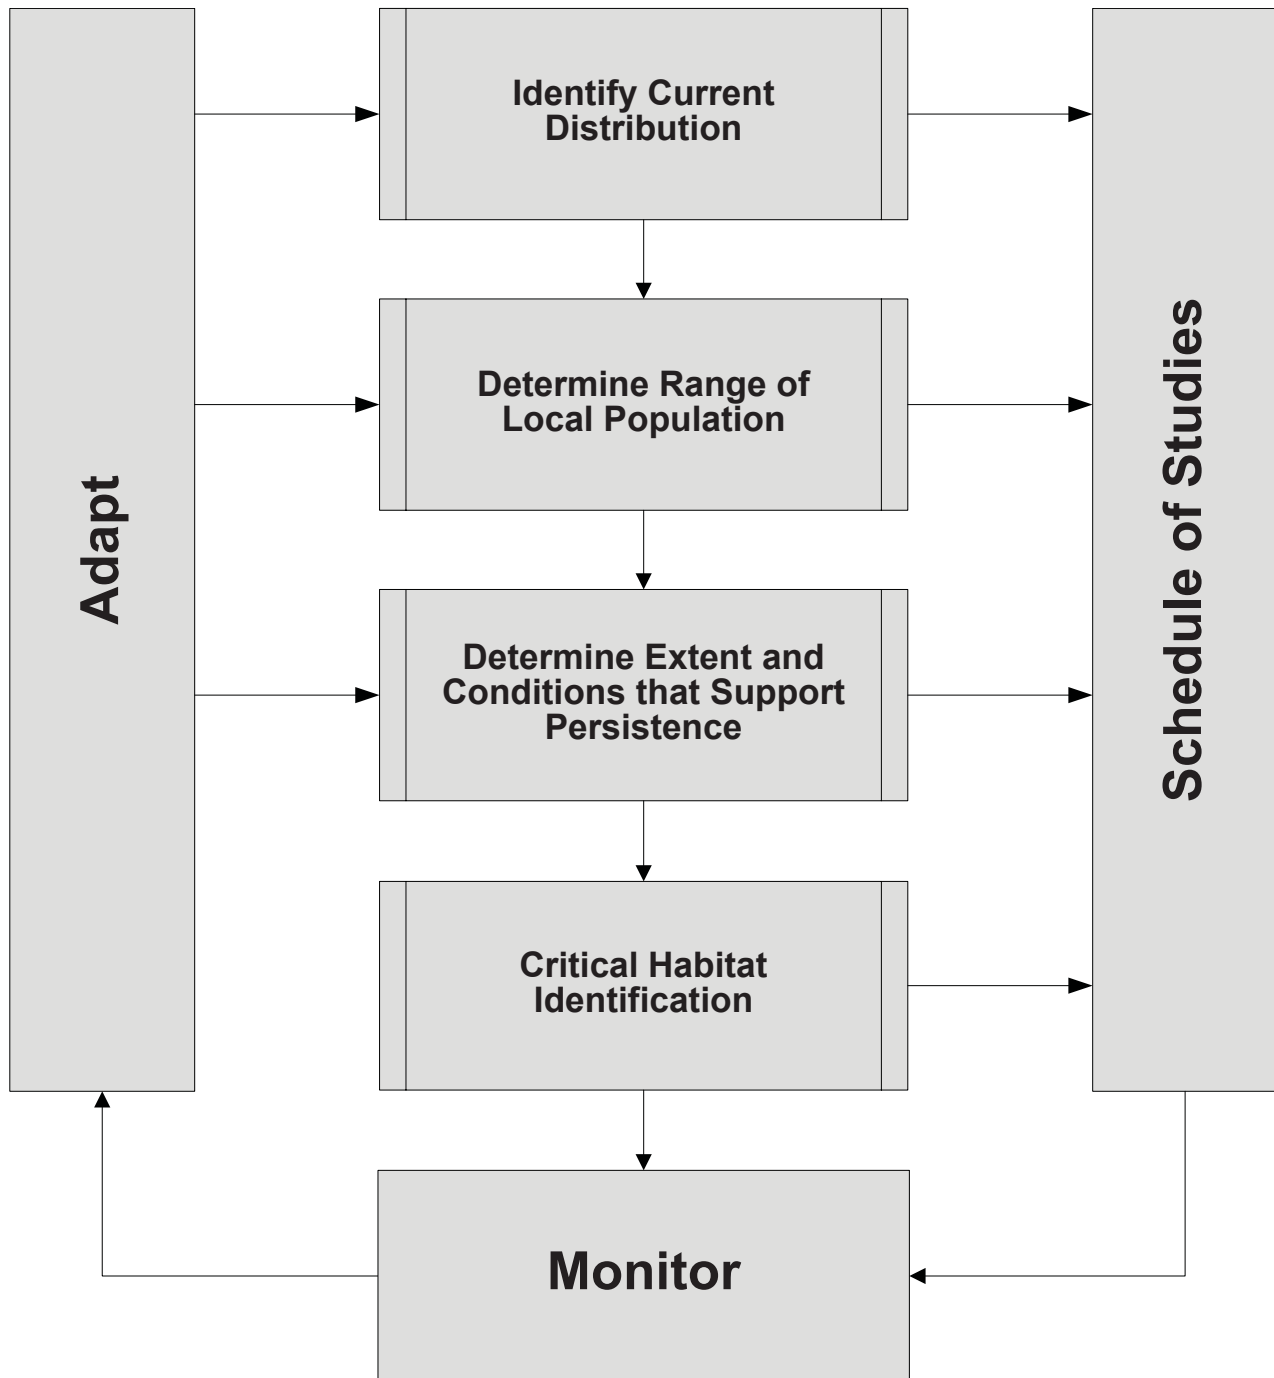 Identify Current
Distribution
Determine Range of
Local Population
Determine Extent and
Conditions that Support
Persistence
Critical Habitat
Identification
Monitor
Adapt
Schedule of Studies